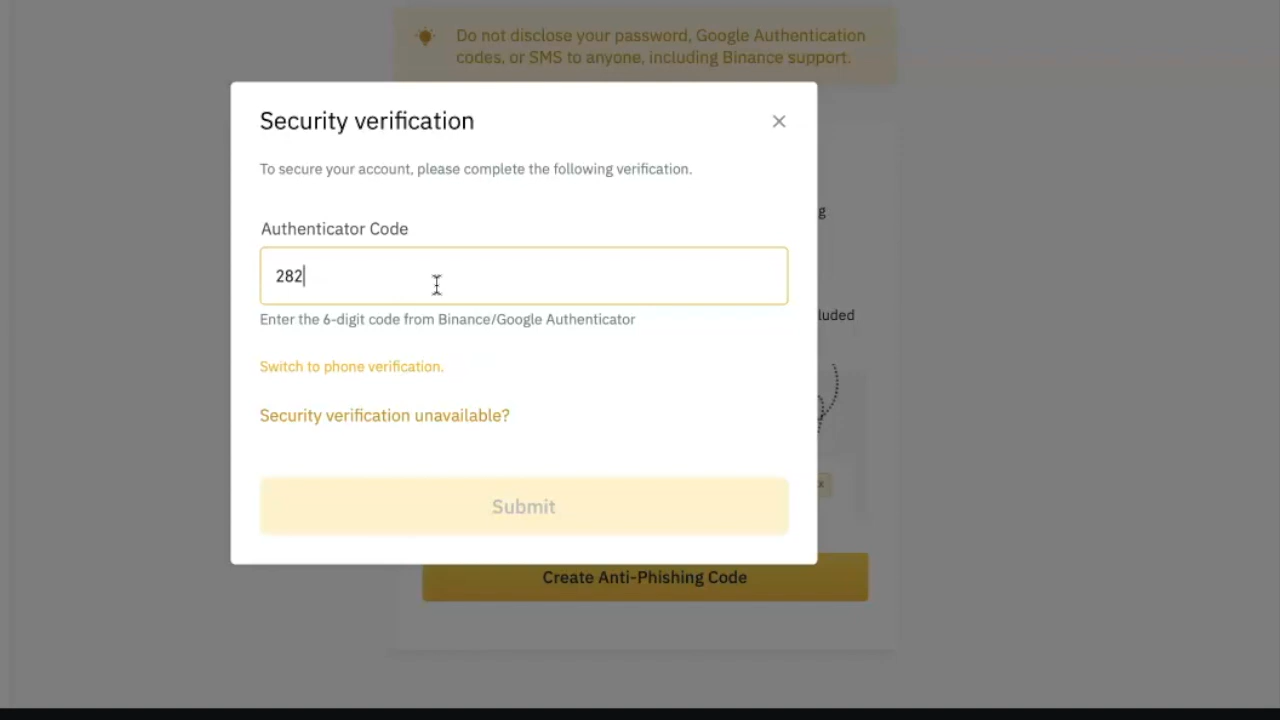 Do not disclose your password, Google Authentication
codes, or SMS to anyone, including Binance support.
Security verification
To secure your account, please complete the following verification.
Authenticator Code
282
Enter the 6-digit code from Binance/Google Authenticator
Switch to phone verification.
Security verification unavailable?
Submit
Create Anti-Phishing Code